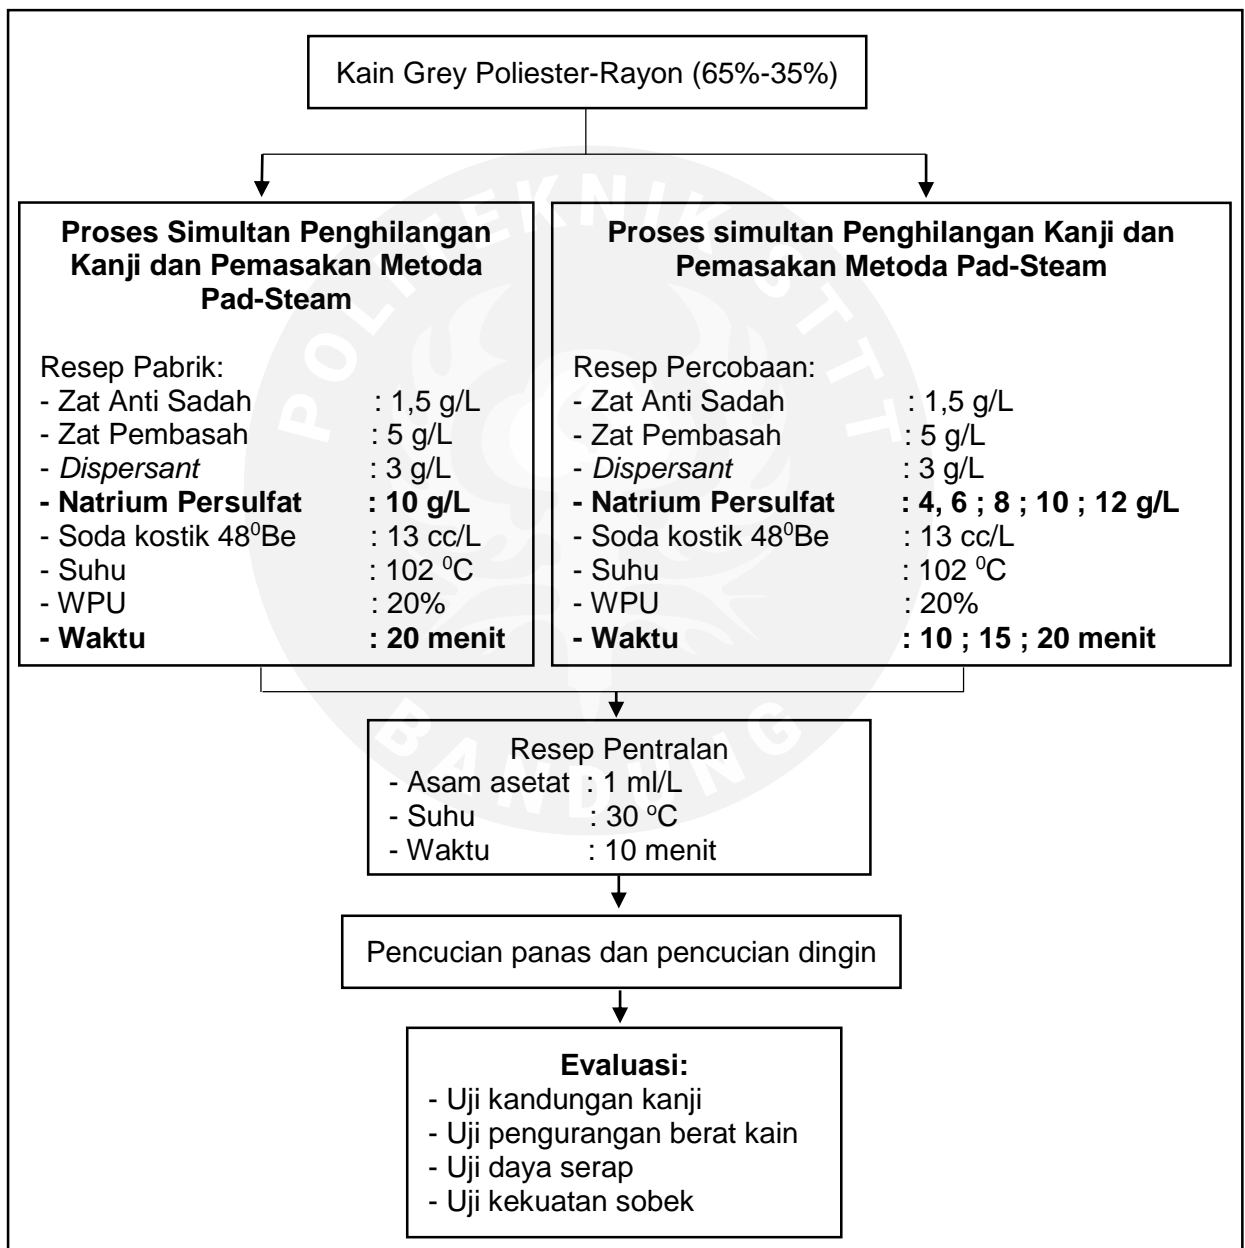 Kain Grey Poliester-Rayon (65%-35%)
Proses Simultan Penghilangan
Kanji dan Pemasakan Metoda
Pad-Steam
Resep Pabrik:
- Zat Anti Sadah : 1,5 g/L
- Zat Pembasah : 5 g/L
- Dispersant : 3 g/L
- Natrium Persulfat : 10 g/L
- Soda kostik 48⁰Be : 13 cc/L
- Suhu : 102 ⁰C
- WPU : 20%
- Waktu : 20 menit
Proses simultan Penghilangan Kanji dan
Pemasakan Metoda Pad-Steam
Resep Percobaan:
- Zat Anti Sadah : 1,5 g/L
- Zat Pembasah : 5 g/L
- Dispersant : 3 g/L
- Natrium Persulfat : 4, 6 ; 8 ; 10 ; 12 g/L
- Soda kostik 48⁰Be : 13 cc/L
- Suhu : 102 ⁰C
- WPU : 20%
- Waktu : 10 ; 15 ; 20 menit
Resep Pentralan
- Asam asetat : 1 ml/L
- Suhu : 30 ᵒC
- Waktu : 10 menit
Pencucian panas dan pencucian dingin
Evaluasi:
- Uji kandungan kanji
- Uji pengurangan berat kain
- Uji daya serap
- Uji kekuatan sobek
POLITEKNIK STTT
BANDUNG